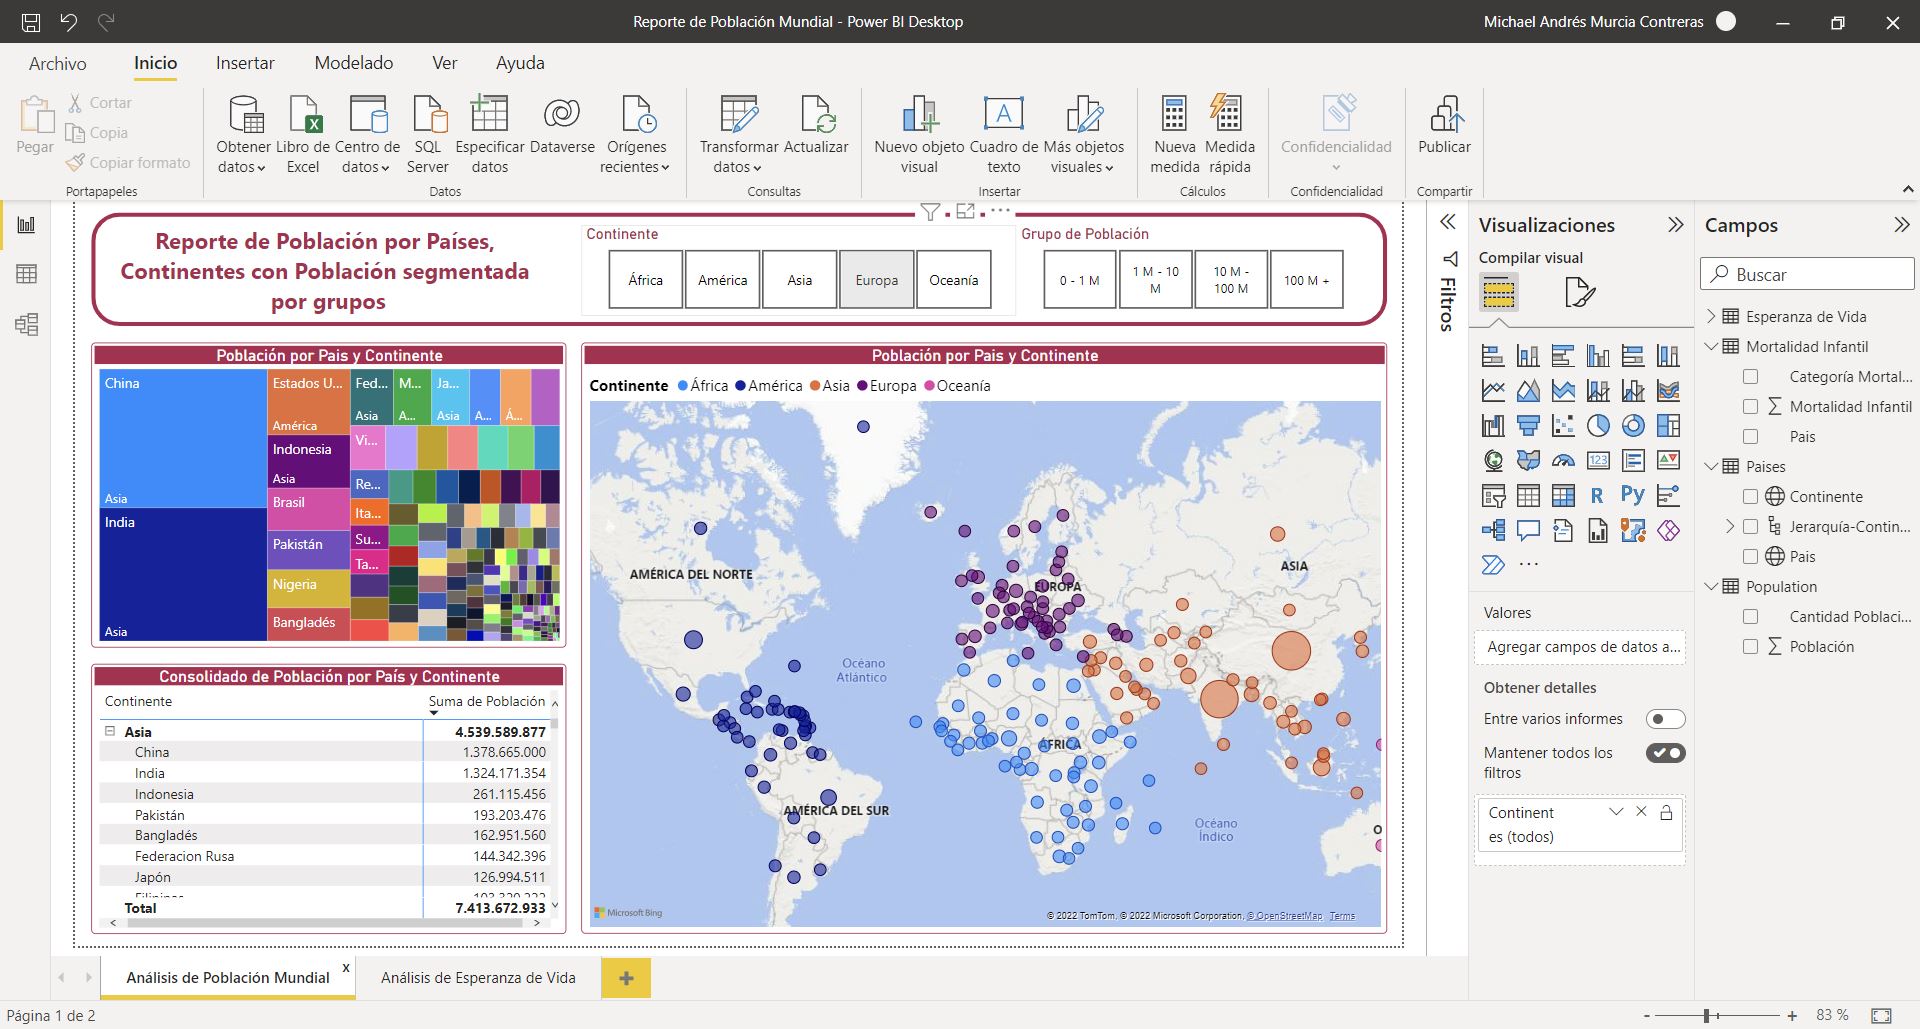 Reporte de Población Mundial - Power BI Desktop
Michael Andrés Murcia Contreras
Archivo
Inicio
Insertar
Modelado
Ver
Ayuda
Pegar
Cortar
Copia
Copiar formato
Portapapeles
Obtener datos
Libro de Excel
Centro de datos
SQL Server
Especificar datos
Dataverse
Orígenes recientes
Datos
Transformar datos
Actualizar
Consultas
Nuevo objeto visual
Cuadro de texto
Más objetos visuales
Insertar
Nueva medida
Medida rápida
Cálculos
Confidencialidad
Confidencialidad
Publicar
Compartir
Reporte de Población por Países,
Continentes con Población segmentada
por grupos
Continente
África
América
Asia
Europa
Oceanía
Grupo de Población
0 - 1 M
1 M - 10 M
10 M - 100 M
100 M +
Población por Pais y Continente
China
Asia
India
Asia
Estados U...
América
Indonesia
Asia
Brasil
Pakistán
Nigeria
Bangladés
Fed...
Asia
M...
A...
Ja...
Asia
A...
Á...
Vi...
Re...
Ita...
Su...
Ta...
Consolidado de Población por País y Continente
Continente Suma de Población
Asia 4.539.589.877
China 1.378.665.000
India 1.324.171.354
Indonesia 261.115.456
Pakistán 193.203.476
Bangladés 162.951.560
Federacion Rusa 144.342.396
Japón 126.994.511
Total 7.413.672.933
Población por Pais y Continente
Continente África América Asia Europa Oceanía
AMÉRICA DEL NORTE
EUROPA
ASIA
Océano Atlántico
ÁFRICA
AMÉRICA DEL SUR
Océano Índico
O
Microsoft Bing
© 2022 TomTom, © 2022 Microsoft Corporation, © OpenStreetMap Terms
Filtros
Visualizaciones
Compilar visual
123
R
Py
Valores
Agregar campos de datos a...
Obtener detalles
Entre varios informes
Mantener todos los
filtros
Continent
es (todos)
Campos
Buscar
Esperanza de Vida
Mortalidad Infantil
Categoría Mortal...
Mortalidad Infantil
Pais
Paises
Continente
Jerarquía-Contin...
Pais
Population
Cantidad Poblaci...
Población
Análisis de Población Mundial x
Análisis de Esperanza de Vida
Página 1 de 2
83 %